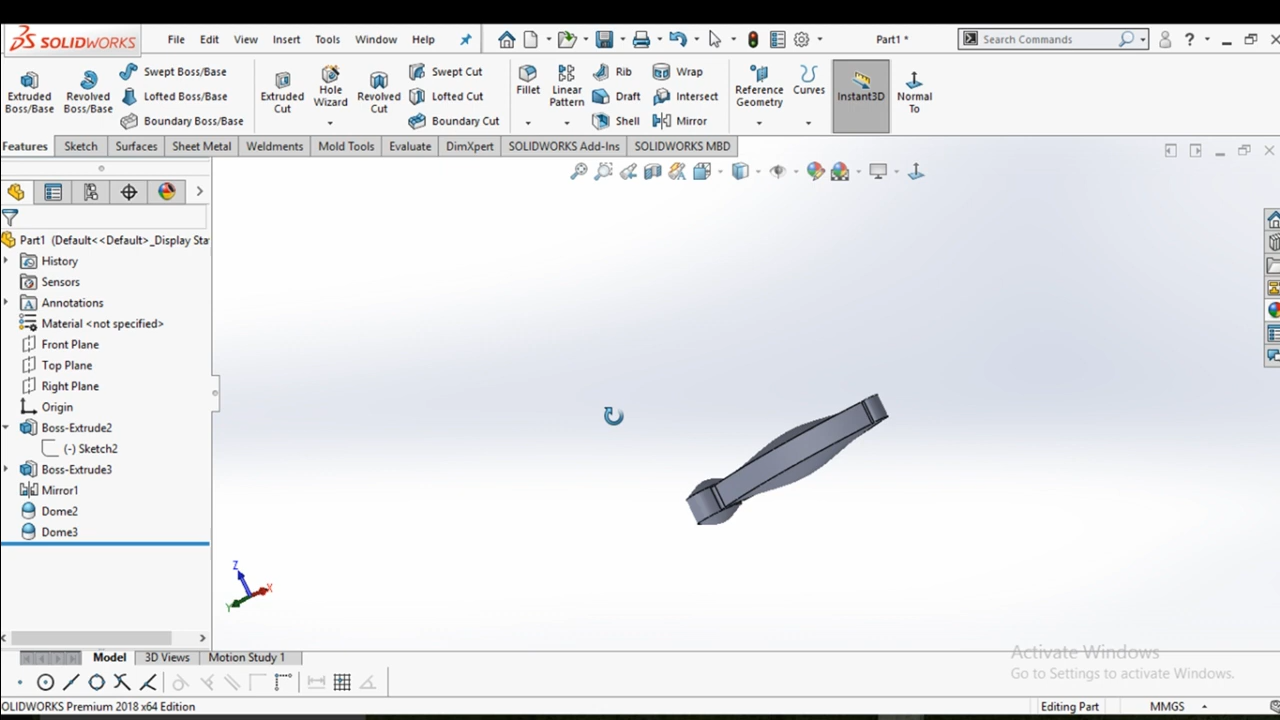 SOLIDWORKS File Edit View Insert Tools Window Help Part1 * Search Commands
Extruded Boss/Base
Revolved Boss/Base
Swept Boss/Base
Lofted Boss/Base
Boundary Boss/Base
Extruded Cut
Hole Wizard
Revolved Cut
Swept Cut
Lofted Cut
Boundary Cut
Fillet
Linear Pattern
Rib
Draft
Shell
Wrap
Intersect
Mirror
Reference Geometry
Curves
Instant3D
Normal To
Features Sketch Surfaces Sheet Metal Weldments Mold Tools Evaluate DimXpert SOLIDWORKS Add-Ins SOLIDWORKS MBD
Part1 (Default<<Default>_Display Sta
History
Sensors
Annotations
Material <not specified>
Front Plane
Top Plane
Right Plane
Origin
Boss-Extrude2
(-) Sketch2
Boss-Extrude3
Mirror1
Dome2
Dome3
Z
X
Y
Activate Windows
Go to Settings to activate Windows.
Model 3D Views Motion Study 1
OLIDWORKS Premium 2018 x64 Edition Editing Part MMGS